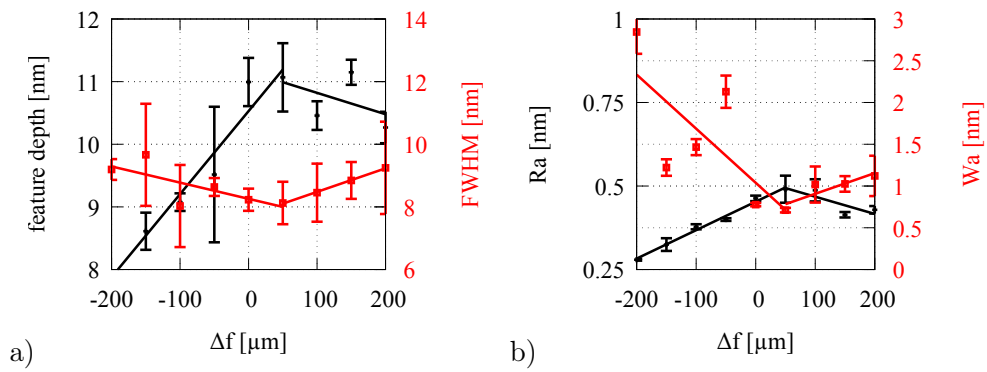 12
11
10
9
8
feature depth [nm]
14
12
10
8
6
4
FWHM [nm]
-200 -100 0 100 200
Δf [µm]
a)
1
0.75
0.5
0.25
Ra [nm]
3
2.5
2
1.5
1
0.5
0
Wa [nm]
-200 -100 0 100 200
Δf [µm]
b)